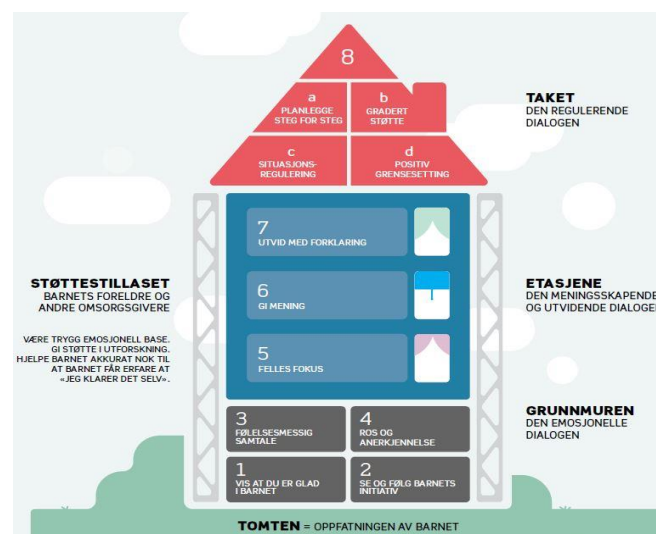 8
a
PLANLEGGE
STEG FOR STEG
b
GRADERT
STØTTE
c
SITUASJONS-
REGULERING
d
POSITIV
GRENSESETTING
TAKET
DEN REGULERENDE
DIALOGEN
7
UTVID MED FORKLARING
6
GI MENING
5
FELLES FOKUS
STØTTESTILLASET
BARNETS FORELDRE OG
ANDRE OMSORGSGIVERE
VÆRE TRYGG EMOSJONELL BASE.
GI STØTTE I UTFORSKNING.
HJELPE BARNET AKKURAT NOK TIL
AT BARNET FÅR ERFARE AT
«JEG KLARER DET SELV».
ETASJENE
DEN MENINGSSKAPENDE
OG UTVIDENDE DIALOGEN
3
FØLELSESMESSIG
SAMTALE
4
ROS OG
ANERKJENNELSE
1
VIS AT DU ER GLAD
I BARNET
2
SE OG FØLG BARNETS
INITIATIV
GRUNNMUREN
DEN EMOSJONELLE
DIALOGEN
TOMTEN = OPPFATNINGEN AV BARNET